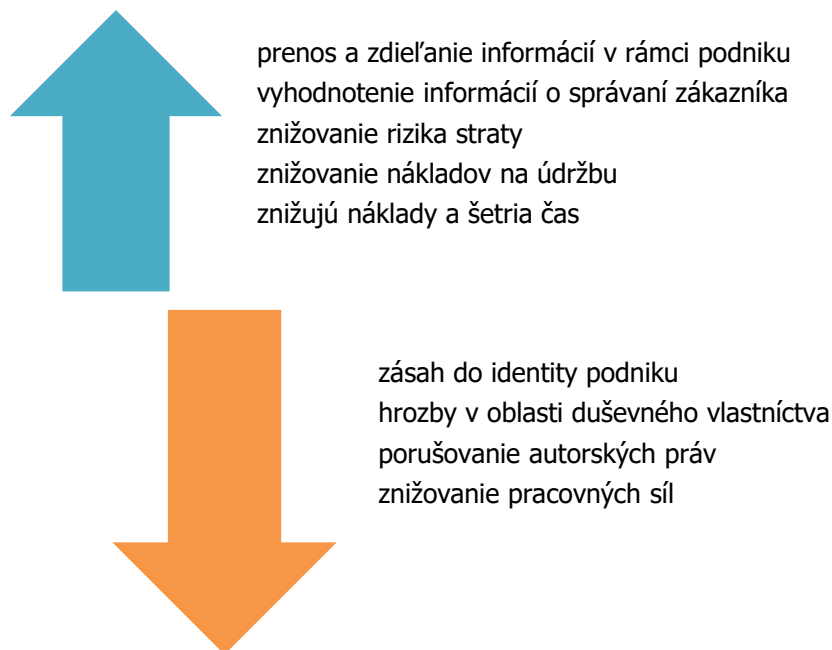 prenos a zdieľanie informácií v rámci podniku
vyhodnotenie informácií o správaní zákazníka
znižovanie rizika straty
znižovanie nákladov na údržbu
znižujú náklady a šetria čas
zásah do identity podniku
hrozby v oblasti duševného vlastníctva
porušovanie autorských práv
znižovanie pracovných síl